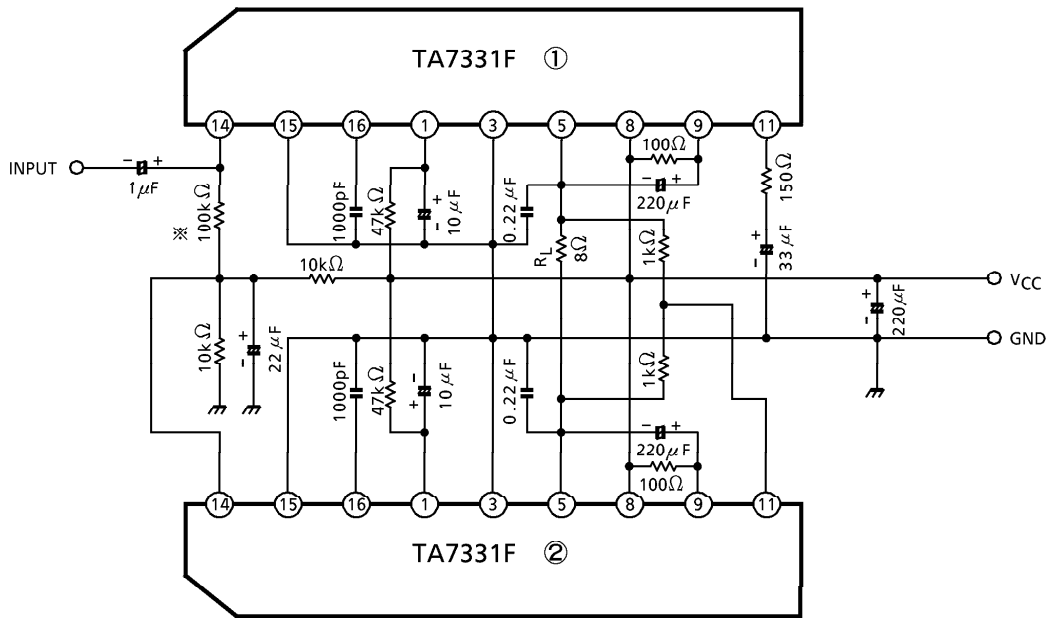 TA7331F ①
14 15 16 1 3 5 8 9 11
100Ω
INPUT
- +
1μF
※
100kΩ
1000pF
47kΩ
+
-
10μF
0.22μF
- +
220μF
150Ω
RL
8Ω
1kΩ
+
-
33μF
10kΩ
VCC
+
-
220μF
GND
10kΩ
+
-
22μF
1000pF
47kΩ
-
+
10μF
0.22μF
1kΩ
- +
220μF
100Ω
14 15 16 1 3 5 8 9 11
TA7331F ②